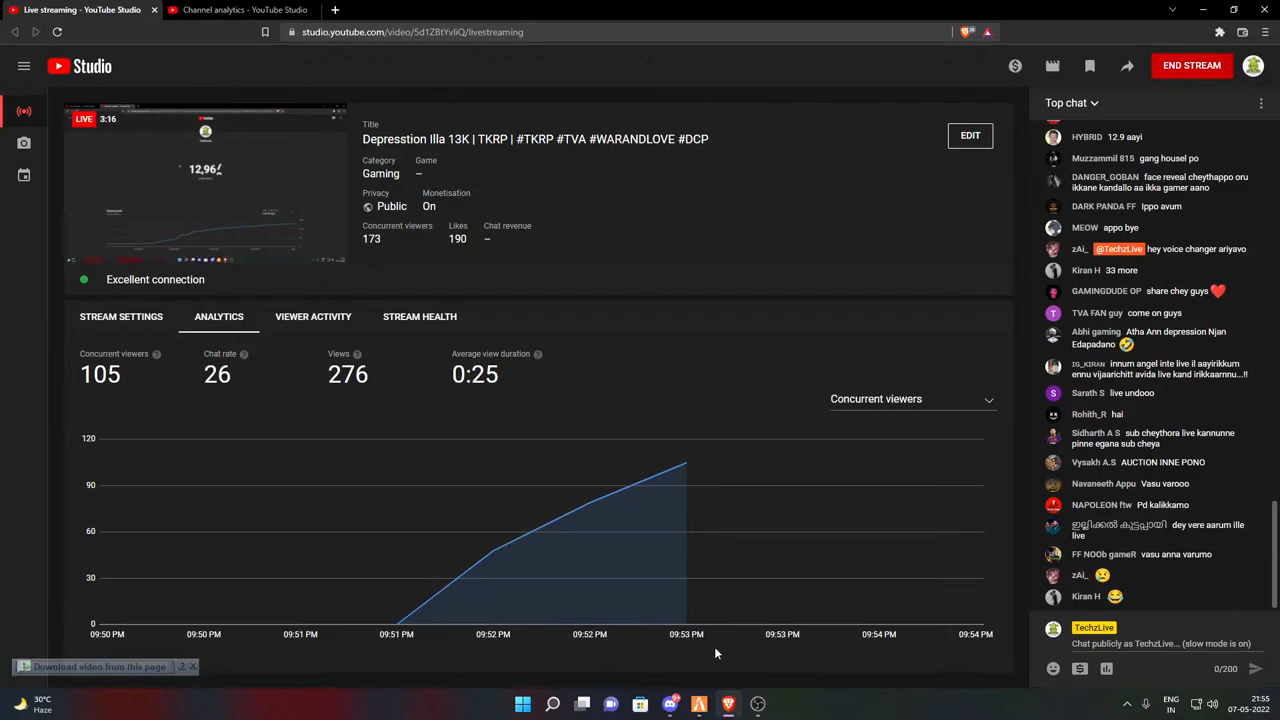 Live streaming - YouTube Studio
Channel analytics - YouTube Studio
studio.youtube.com/video/5d1ZBtYvliQ/livestreaming
28
Studio
END STREAM
LIVE 3:16
12,96
Title
Depresstion Illa 13K | TKRP | #TKRP #TVA #WARANDLOVE #DCP
EDIT
Category Game
Gaming –
Privacy Monetisation
Public On
Concurrent viewers Likes Chat revenue
173 190 –
Excellent connection
STREAM SETTINGS ANALYTICS VIEWER ACTIVITY STREAM HEALTH
Concurrent viewers Chat rate Views Average view duration
105 26 276 0:25
Concurrent viewers
120
90
60
30
0
09:50 PM 09:50 PM 09:51 PM 09:51 PM 09:52 PM 09:52 PM 09:53 PM 09:53 PM 09:54 PM 09:54 PM
Download video from this page ?
Top chat
HYBRID 12.9 aayi
Muzzammil 815 gang housel po
DANGER_GOBAN face reveal cheythappo oru
ikkane kandallo aa ikka gamer aano
DARK PANDA FF Ippo avum
MEOW appo bye
zAi_ @TechzLive hey voice changer ariyavo
Kiran H 33 more
GAMINGDUDE OP share chey guys❤️
T TVA FAN guy come on guys
Abhi gaming Atha Ann depression Njan
Edapadano 🤣
IG_KIRAN innum angel inte live il aayirikkum
ennu vijaarichitt avida live kand irikkaarnnu...!!
S Sarath S live undooo
Rohith_R hai
Sidharth A S sub cheythora live kannunne
pinne egana sub cheya
Vysakh A.S AUCTION INNE PONO
Navaneeth Appu Vasu varooo
NAPOLEON ftw Pd kalikkamo
ഇല്ലിക്കൽ കുട്ടപ്പായി dey vere aarum ille
live
FF NOOb gameR vasu anna varumo
zAi_ 😢
Kiran H 😂
TechzLive
Chat publicly as TechzLive... (slow mode is on)
0/200
30°C
Haze
9+
ENG
IN
21:55
07-05-2022